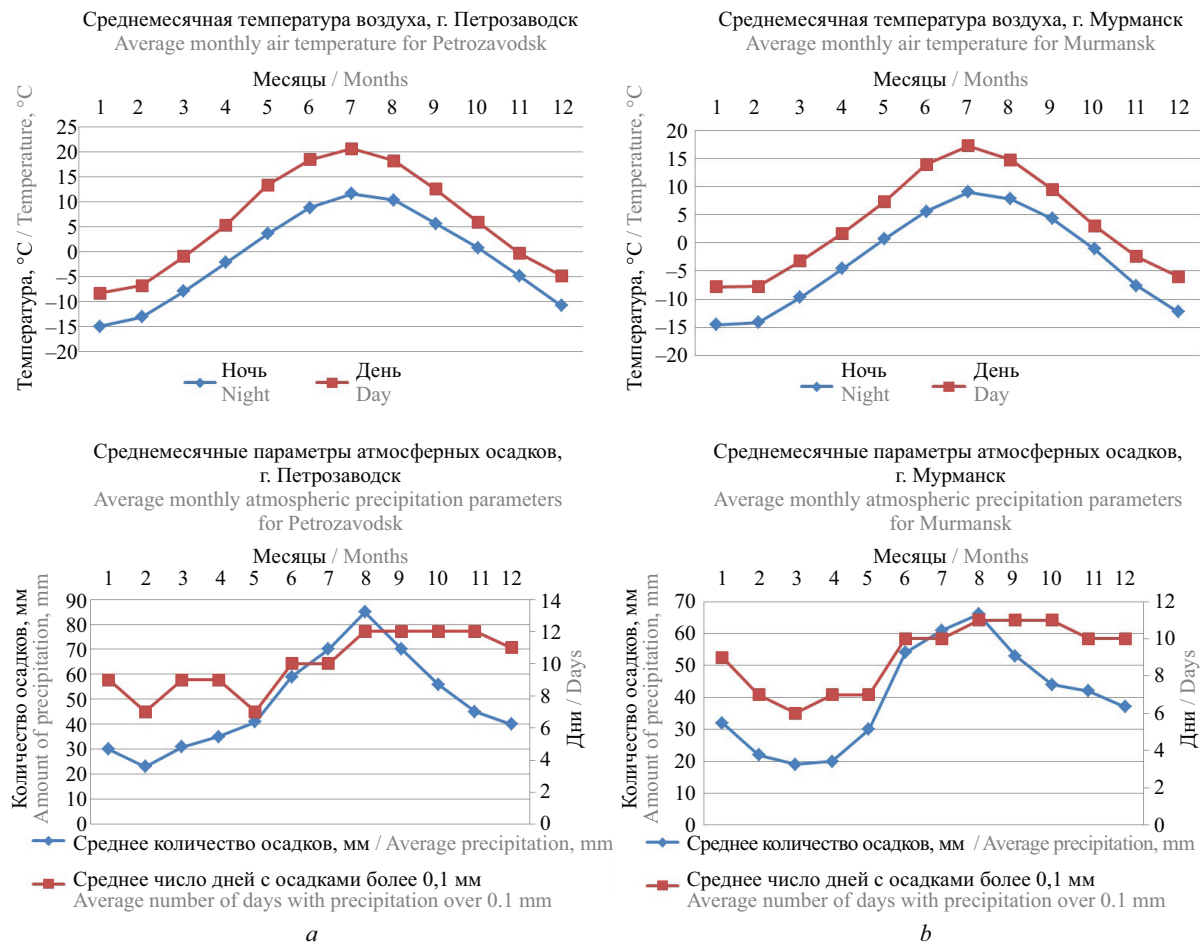 Среднемесячная температура воздуха, г. Петрозаводск
Average monthly air temperature for Petrozavodsk
Месяцы / Months
1 2 3 4 5 6 7 8 9 10 11 12
Температура, °C / Temperature, °C
25
20
15
10
5
0
–5
–10
–15
–20
Ночь
Night
День
Day
Среднемесячная температура воздуха, г. Мурманск
Average monthly air temperature for Murmansk
Месяцы / Months
1 2 3 4 5 6 7 8 9 10 11 12
Температура, °C / Temperature, °C
20
15
10
5
0
–5
–10
–15
–20
Ночь
Night
День
Day
Среднемесячные параметры атмосферных осадков,
г. Петрозаводск
Average monthly atmospheric precipitation parameters
for Petrozavodsk
Месяцы / Months
1 2 3 4 5 6 7 8 9 10 11 12
Количество осадков, мм
Amount of precipitation, mm
90
80
70
60
50
40
30
20
10
0
14
12
10
8
6
4
2
0
Дни / Days
Среднее количество осадков, мм / Average precipitation, mm
Среднее число дней с осадками более 0,1 мм
Average number of days with precipitation over 0.1 mm
a
Среднемесячные параметры атмосферных осадков,
г. Мурманск
Average monthly atmospheric precipitation parameters
for Murmansk
Месяцы / Months
1 2 3 4 5 6 7 8 9 10 11 12
Количество осадков, мм
Amount of precipitation, mm
70
60
50
40
30
20
10
0
12
10
8
6
4
2
0
Дни / Days
Среднее количество осадков, мм / Average precipitation, mm
Среднее число дней с осадками более 0,1 мм
Average number of days with precipitation over 0.1 mm
b